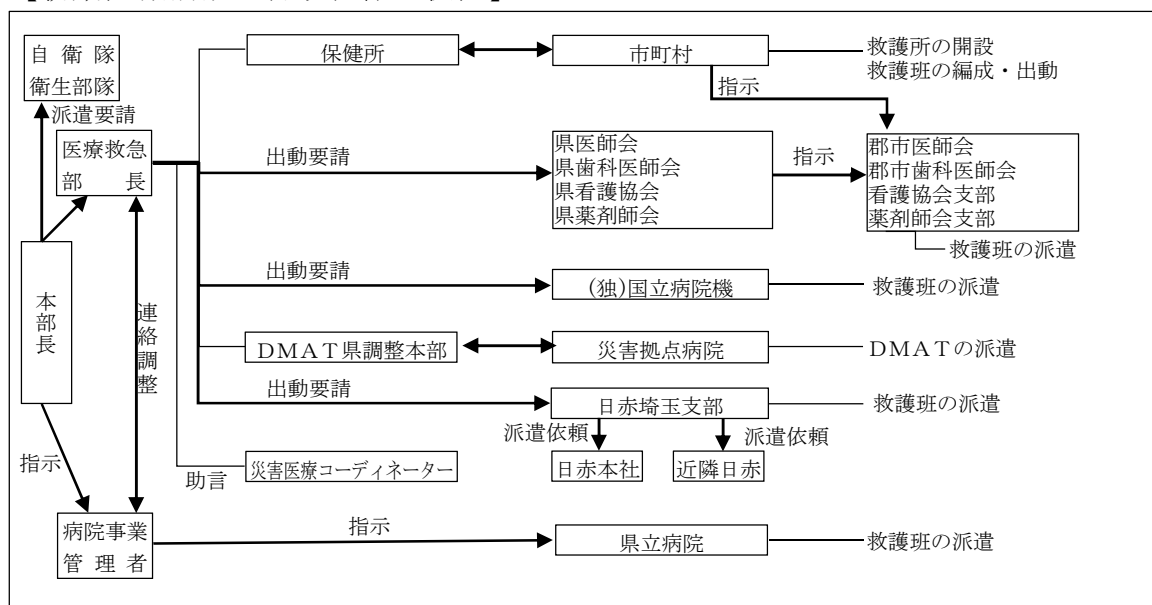 自衛隊
衛生部隊
派遣要請
医療救急
部長
本部長
連絡調整
指示
病院事業
管理者
保健所
市町村
救護所の開設
救護班の編成・出動
指示
出動要請
県医師会
県歯科医師会
県看護協会
県薬剤師会
指示
郡市医師会
郡市歯科医師会
看護協会支部
薬剤師会支部
救護班の派遣
出動要請
(独)国立病院機
救護班の派遣
DMAT県調整本部
災害拠点病院
DMATの派遣
出動要請
日赤埼玉支部
救護班の派遣
派遣依頼
派遣依頼
日赤本社
近隣日赤
助言
災害医療コーディネーター
指示
県立病院
救護班の派遣